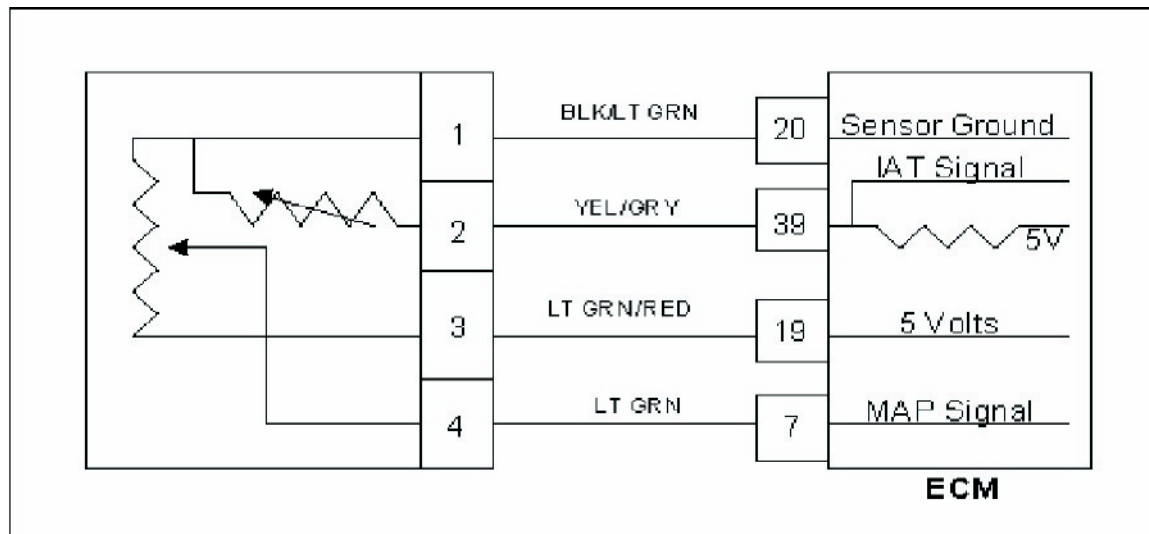 1 BLK/LT GRN 20 Sensor Ground
IAT Signal
2 YEL/GRY 39 5V
3 LT GRN/RED 19 5 Volts
4 LT GRN 7 MAP Signal
ECM